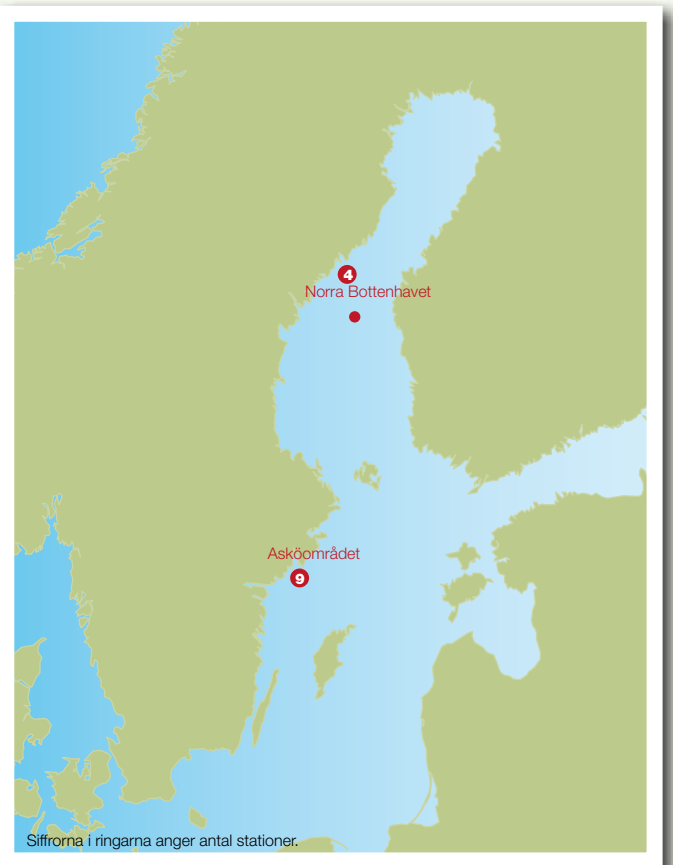 4
Norra Bottenhavet
Asköområdet
9
Siffrorna i ringarna anger antal stationer.